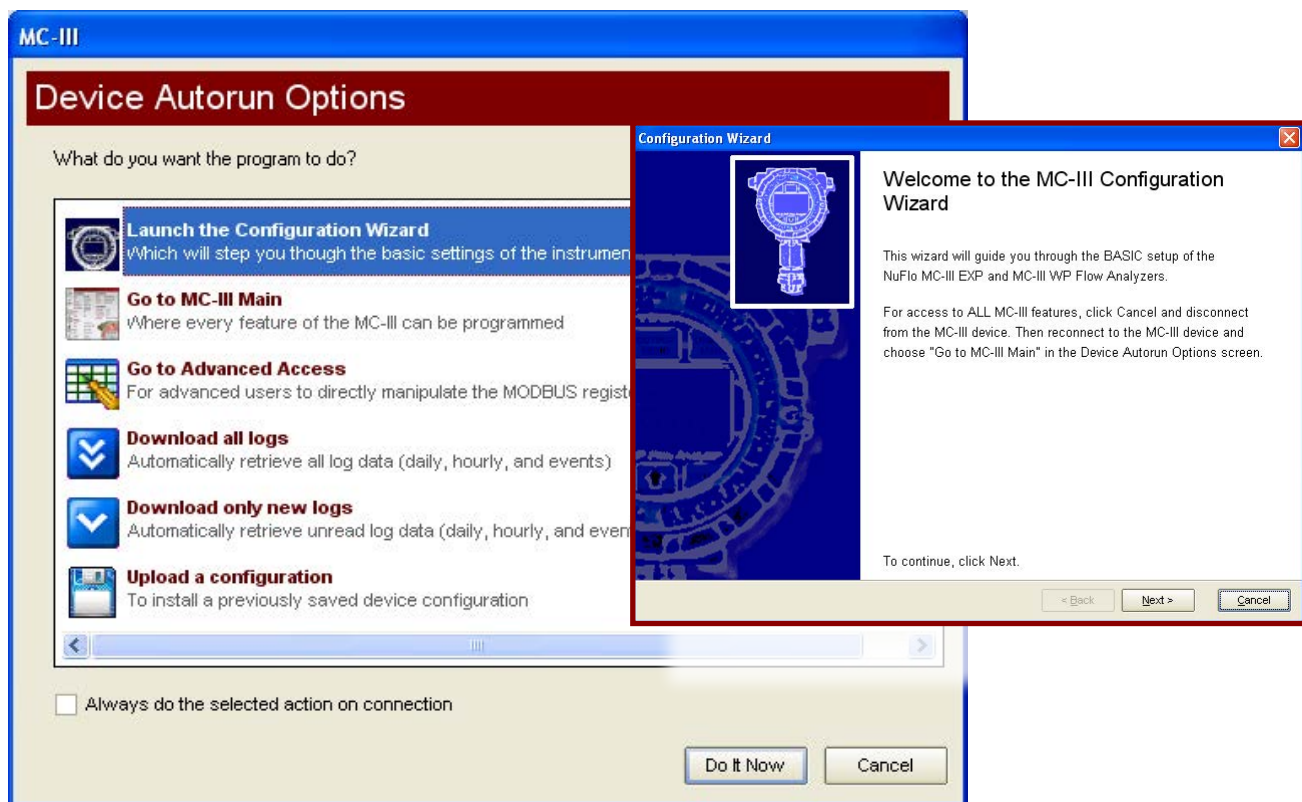 MC-III
Device Autorun Options
What do you want the program to do?
Launch the Configuration Wizard
Which will step you though the basic settings of the
Go to MC-III Main
Where every feature of the MC-III can be programmed
Go to Advanced Access
For advanced users to directly manipulate the MODBUS
Download all logs
Automatically retrieve all log data (daily, hourly, and events)
Download only new logs
Automatically retrieve unread log data (daily, hourly, and
Upload a configuration
To install a previously saved device configuration
Always do the selected action on connection
Do It Now
Cancel
Configuration Wizard
Welcome to the MC-III Configuration
Wizard
This wizard will guide you through the BASIC setup of the
NuFlo MC-III EXP and MC-III WP Flow Analyzers.
For access to ALL MC-III features, click Cancel and disconnect
from the MC-III device. Then reconnect to the MC-III device and
choose "Go to MC-III Main" in the Device Autorun Options screen.
To continue, click Next.
< Back
Next >
Cancel